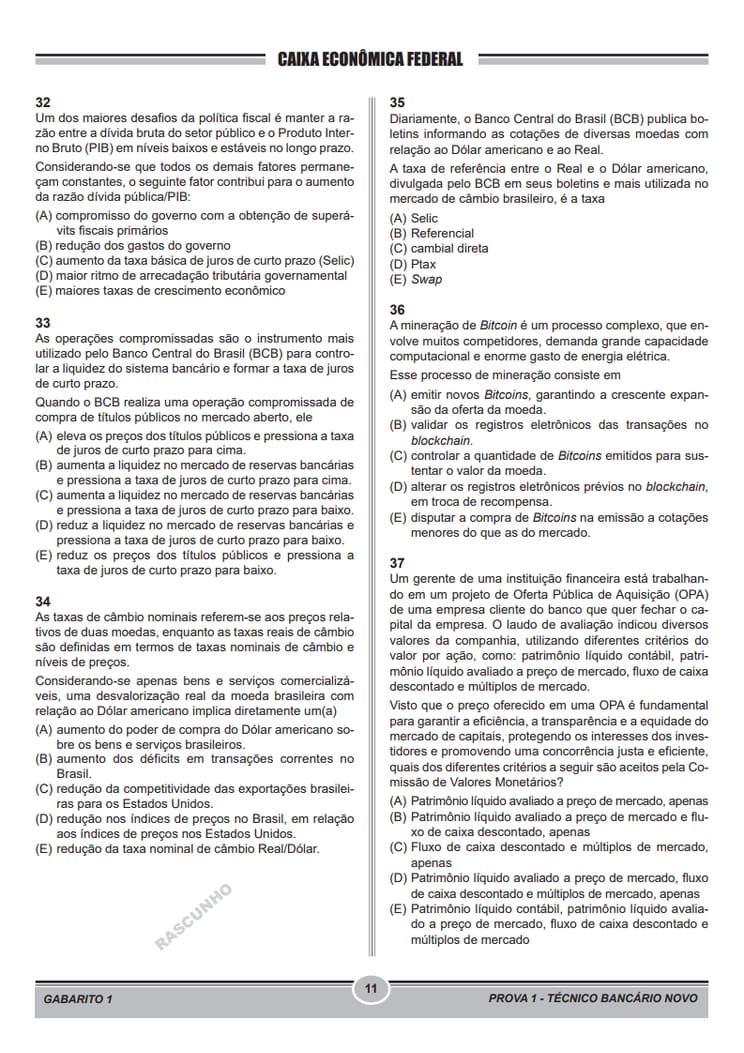 CAIXA ECONÔMICA FEDERAL
32
Um dos maiores desafios da política fiscal é manter a ra-
zão entre a dívida bruta do setor público e o Produto Inter-
no Bruto (PIB) em níveis baixos e estáveis no longo prazo.
Considerando-se que todos os demais fatores permane-
çam constantes, o seguinte fator contribui para o aumento
da razão dívida pública/PIB:
(A) compromisso do governo com a obtenção de superá-
vits fiscais primários
(B) redução dos gastos do governo
(C) aumento da taxa básica de juros de curto prazo (Selic)
(D) maior ritmo de arrecadação tributária governamental
(E) maiores taxas de crescimento econômico
33
As operações compromissadas são o instrumento mais
utilizado pelo Banco Central do Brasil (BCB) para contro-
lar a liquidez do sistema bancário e formar a taxa de juros
de curto prazo.
Quando o BCB realiza uma operação compromissada de
compra de títulos públicos no mercado aberto, ele
(A) eleva os preços dos títulos públicos e pressiona a taxa
de juros de curto prazo para cima.
(B) aumenta a liquidez no mercado de reservas bancárias
e pressiona a taxa de juros de curto prazo para cima.
(C) aumenta a liquidez no mercado de reservas bancárias
e pressiona a taxa de juros de curto prazo para baixo.
(D) reduz a liquidez no mercado de reservas bancárias e
pressiona a taxa de juros de curto prazo para baixo.
(E) reduz os preços dos títulos públicos e pressiona a
taxa de juros de curto prazo para baixo.
34
As taxas de câmbio nominais referem-se aos preços rela-
tivos de duas moedas, enquanto as taxas reais de câmbio
são definidas em termos de taxas nominais de câmbio e
níveis de preços.
Considerando-se apenas bens e serviços comercializá-
veis, uma desvalorização real da moeda brasileira com
relação ao Dólar americano implica diretamente um(a)
(A) aumento do poder de compra do Dólar americano so-
bre os bens e serviços brasileiros.
(B) aumento dos déficits em transações correntes no
Brasil.
(C) redução da competitividade das exportações brasilei-
ras para os Estados Unidos.
(D) redução nos índices de preços no Brasil, em relação
aos índices de preços nos Estados Unidos.
(E) redução da taxa nominal de câmbio Real/Dólar.
RASCUNHO
35
Diariamente, o Banco Central do Brasil (BCB) publica bo-
letins informando as cotações de diversas moedas com
relação ao Dólar americano e ao Real.
A taxa de referência entre o Real e o Dólar americano,
divulgada pelo BCB em seus boletins e mais utilizada no
mercado de câmbio brasileiro, é a taxa
(A) Selic
(B) Referencial
(C) cambial direta
(D) Ptax
(E) Swap
36
A mineração de Bitcoin é um processo complexo, que en-
volve muitos competidores, demanda grande capacidade
computacional e enorme gasto de energia elétrica.
Esse processo de mineração consiste em
(A) emitir novos Bitcoins, garantindo a crescente expan-
são da oferta da moeda.
(B) validar os registros eletrônicos das transações no
blockchain.
(C) controlar a quantidade de Bitcoins emitidos para sus-
tentar o valor da moeda.
(D) alterar os registros eletrônicos prévios no blockchain,
em troca de recompensa.
(E) disputar a compra de Bitcoins na emissão a cotações
menores do que as do mercado.
37
Um gerente de uma instituição financeira está trabalhan-
do em um projeto de Oferta Pública de Aquisição (OPA)
de uma empresa cliente do banco que quer fechar o ca-
pital da empresa. O laudo de avaliação indicou diversos
valores da companhia, utilizando diferentes critérios do
valor por ação, como: patrimônio líquido contábil, patri-
mônio líquido avaliado a preço de mercado, fluxo de caixa
descontado e múltiplos de mercado.
Visto que o preço oferecido em uma OPA é fundamental
para garantir a eficiência, a transparência e a equidade do
mercado de capitais, protegendo os interesses dos inves-
tidores e promovendo uma concorrência justa e eficiente,
quais dos diferentes critérios a seguir são aceitos pela Co-
missão de Valores Monetários?
(A) Patrimônio líquido avaliado a preço de mercado, apenas
(B) Patrimônio líquido avaliado a preço de mercado e flu-
xo de caixa descontado, apenas
(C) Fluxo de caixa descontado e múltiplos de mercado,
apenas
(D) Patrimônio líquido avaliado a preço de mercado, fluxo
de caixa descontado e múltiplos de mercado, apenas
(E) Patrimônio líquido contábil, patrimônio líquido avalia-
do a preço de mercado, fluxo de caixa descontado e
múltiplos de mercado
GABARITO 1
11
PROVA 1 - TÉCNICO BANCÁRIO NOVO